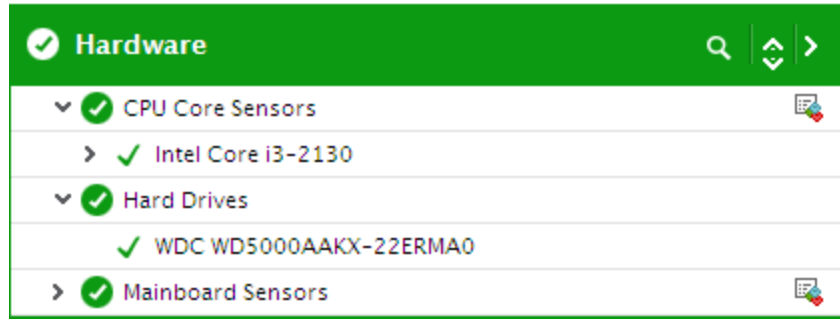 Hardware
CPU Core Sensors
Intel Core i3-2130
Hard Drives
WDC WD5000AAKX-22ERMA0
Mainboard Sensors